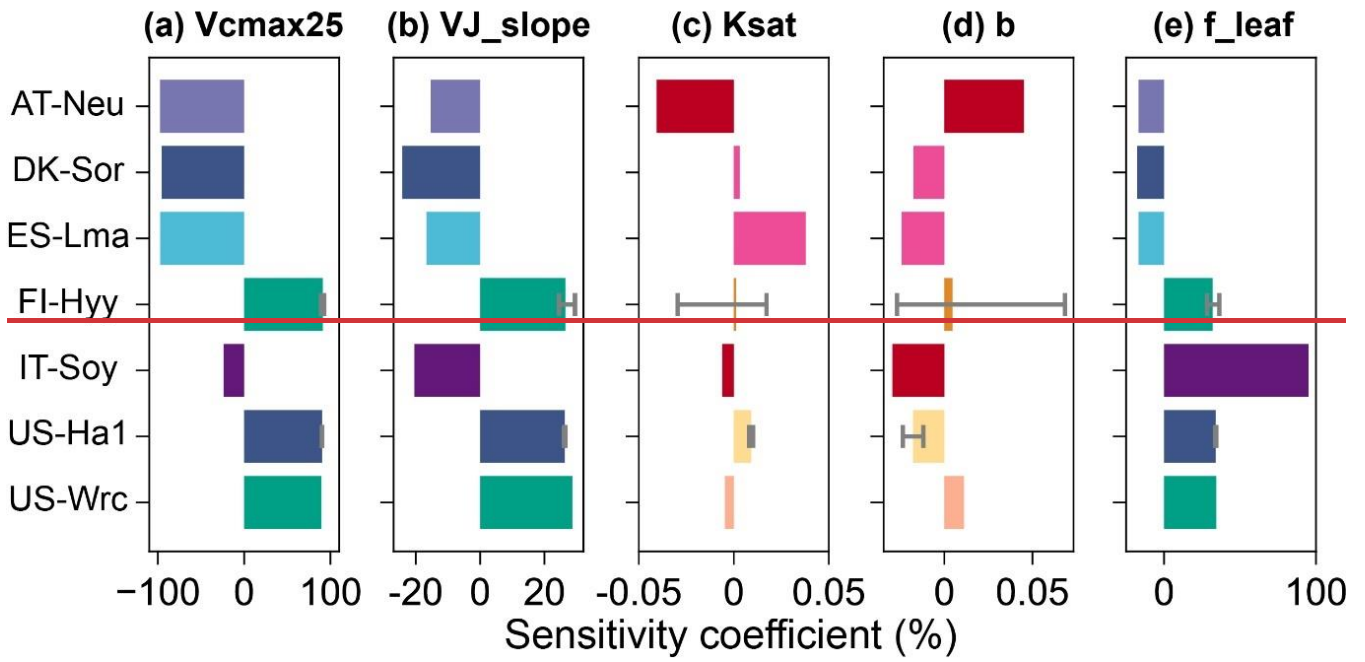 (a) Vcmax25 (b) VJ_slope (c) Ksat (d) b (e) f_leaf
AT-Neu
DK-Sor
ES-Lma
FI-Hyy
IT-Soy
US-Ha1
US-Wrc
−100 0 100 -20 0 20 -0.05 0 0.05 0 0.05 0 100
Sensitivity coefficient (%)